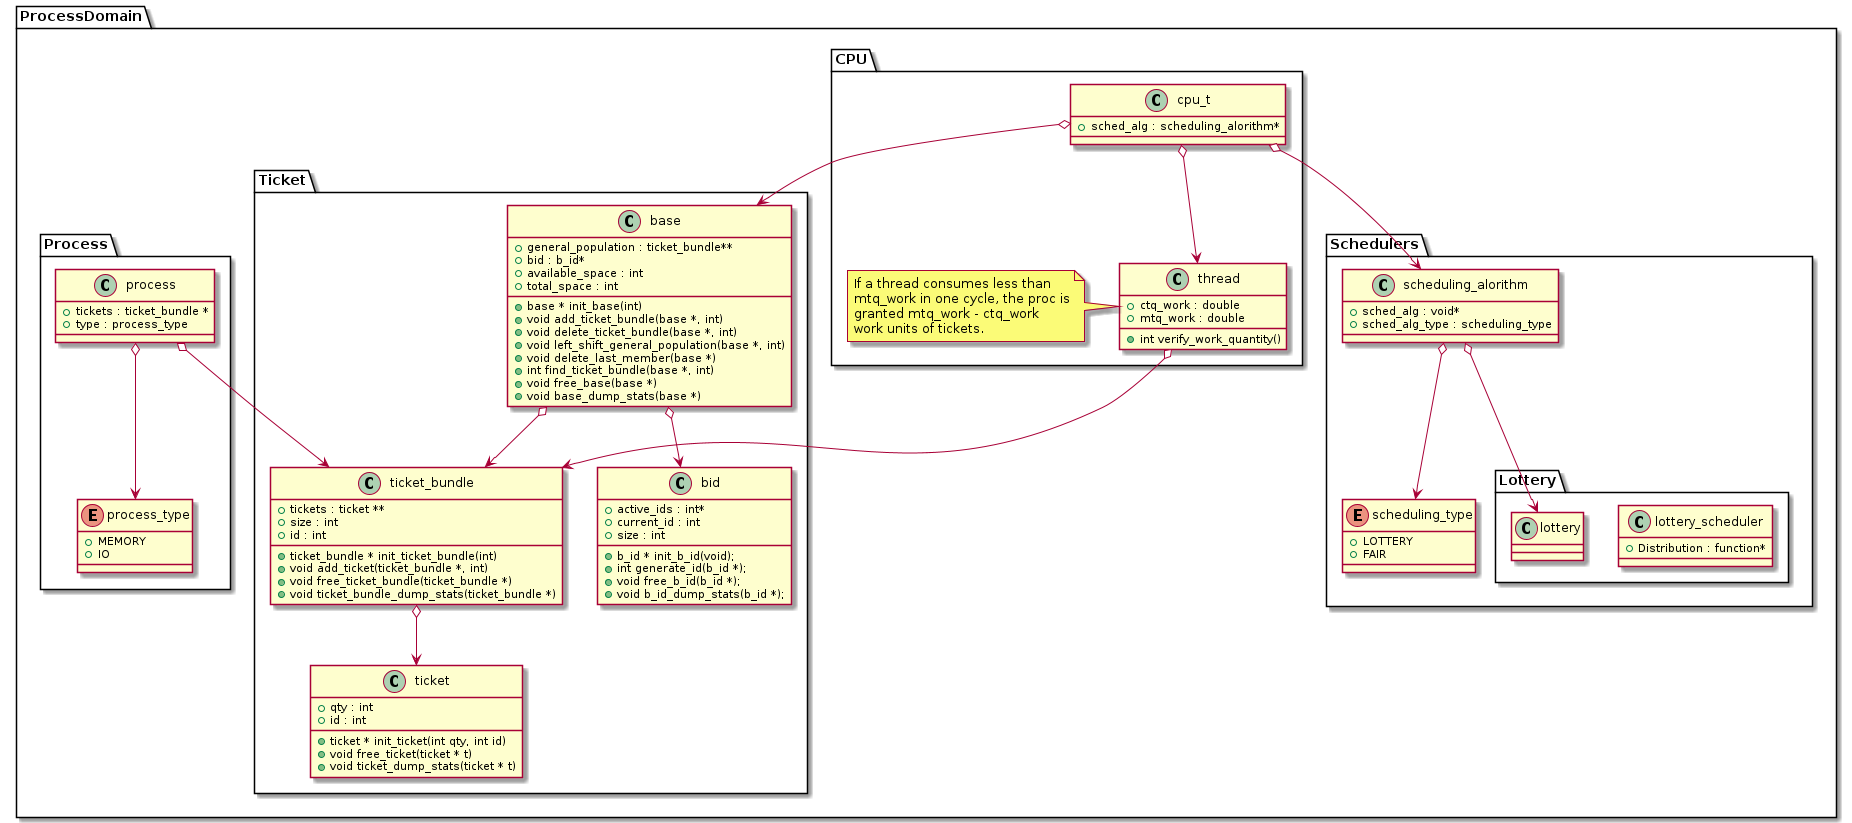 ProcessDomain
CPU
C cpu_t
sched_alg : scheduling_alorithm*
Ticket
C base
general_population : ticket_bundle**
bid : b_id*
available_space : int
total_space : int
base * init_base(int)
void add_ticket_bundle(base *, int)
void delete_ticket_bundle(base *, int)
void left_shift_general_population(base *, int)
void delete_last_member(base *)
int find_ticket_bundle(base *, int)
void free_base(base *)
void base_dump_stats(base *)
Process
C process
tickets : ticket_bundle *
type : process_type
If a thread consumes less than
mtq_work in one cycle, the proc is
granted mtq_work - ctq_work
work units of tickets.
C thread
ctq_work : double
mtq_work : double
int verify_work_quantity()
Schedulers
C scheduling_alorithm
sched_alg : void*
sched_alg_type : scheduling_type
E process_type
MEMORY
IO
C ticket_bundle
tickets : ticket **
size : int
id : int
ticket_bundle * init_ticket_bundle(int)
void add_ticket(ticket_bundle *, int)
void free_ticket_bundle(ticket_bundle *)
void ticket_bundle_dump_stats(ticket_bundle *)
C bid
active_ids : int*
current_id : int
size : int
b_id * init_b_id(void);
int generate_id(b_id *);
void free_b_id(b_id *);
void b_id_dump_stats(b_id *);
E scheduling_type
LOTTERY
FAIR
Lottery
C lottery
C lottery_scheduler
Distribution : function*
C ticket
qty : int
id : int
ticket * init_ticket(int qty, int id)
void free_ticket(ticket * t)
void ticket_dump_stats(ticket * t)